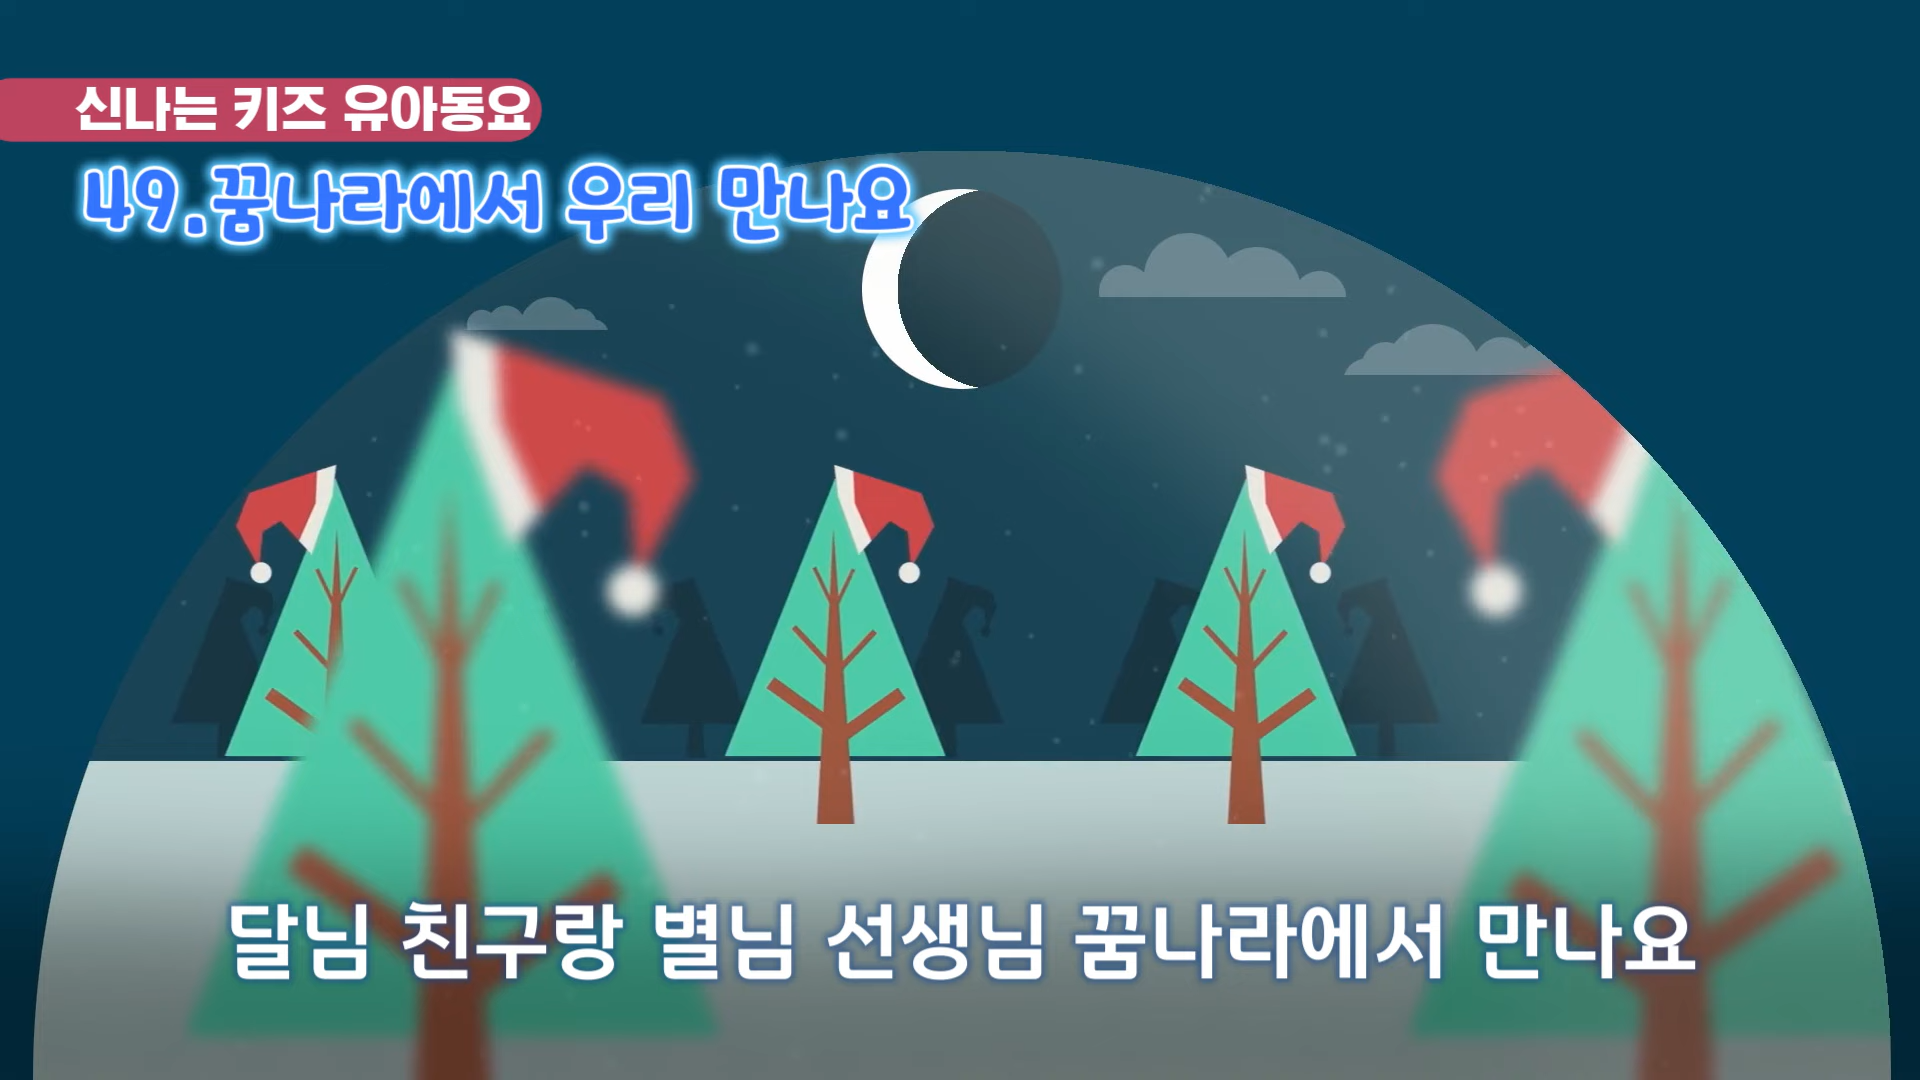 신나는 키즈 유아동요
49.꿈나라에서 우리 만나요
달님 친구랑 별님 선생님 꿈나라에서 만나요